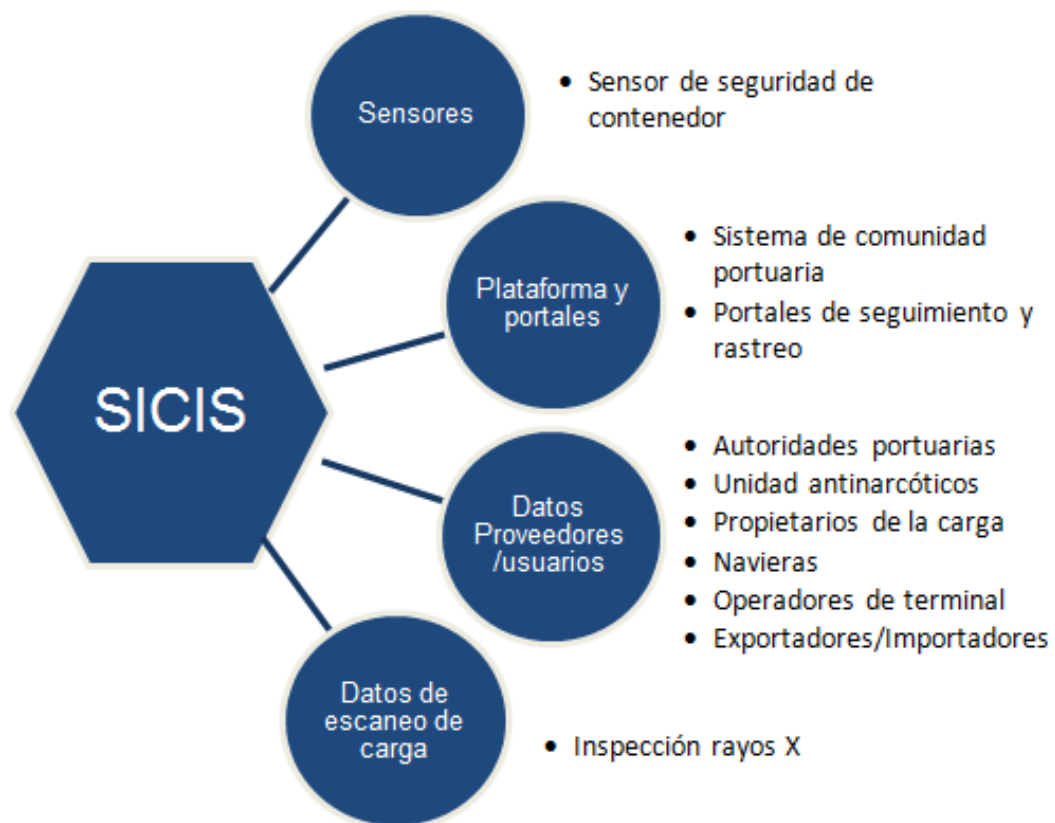 SICIS
Sensores
• Sensor de seguridad de
contenedor
Plataforma y
portales
• Sistema de comunidad
portuaria
• Portales de seguimiento y
rastreo
Datos
Proveedores
/usuarios
• Autoridades portuarias
• Unidad antinarcóticos
• Propietarios de la carga
• Navieras
• Operadores de terminal
• Exportadores/Importadores
Datos de
escaneo de
carga
• Inspección rayos X